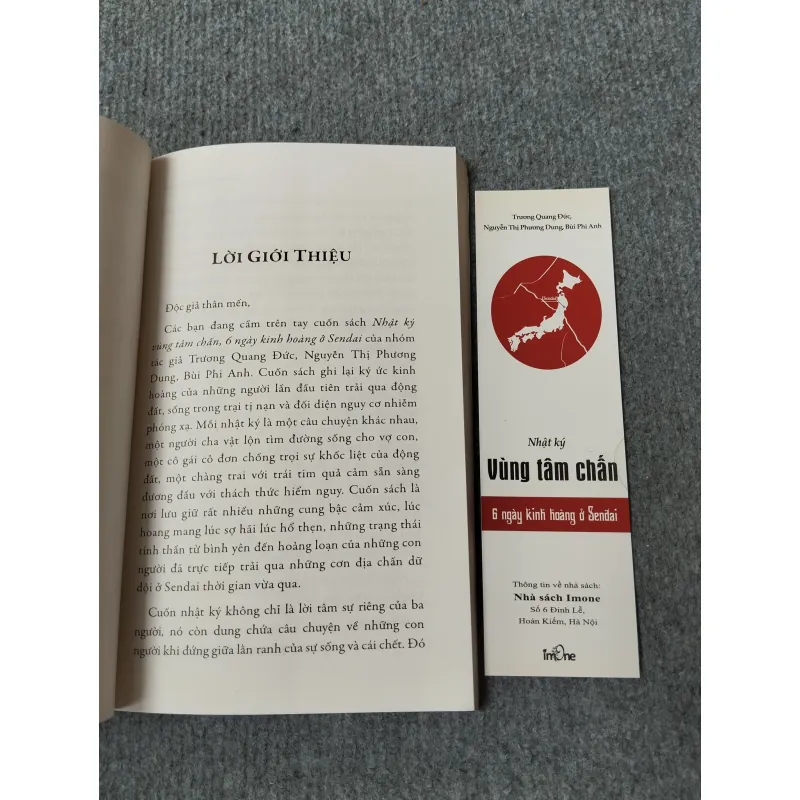 LỜI GIỚI THIỆU
Độc giả thân mến,
Các bạn đang cầm trên tay cuốn sách Nhật ký
vùng tâm chấn, 6 ngày kinh hoàng ở Sendai của nhóm
tác giả Trương Quang Đức, Nguyễn Thị Phương
Dung, Bùi Phi Anh. Cuốn sách ghi lại ký ức kinh
hoàng của những người lần đầu tiên trải qua động
đất, sống trong trại tị nạn và đối diện nguy cơ nhiễm
phóng xạ. Mỗi nhật ký là một câu chuyện khác nhau,
một người cha vật lộn tìm đường sống cho vợ con,
một cô gái cô đơn chống trọi sự khốc liệt của động
đất, một chàng trai với trái tim quả cảm sẵn sàng
đương đầu với thách thức hiểm nguy. Cuốn sách là
nơi lưu giữ rất nhiều những cung bậc cảm xúc, lúc
hoang mang lúc sợ hãi lúc hổ thẹn, những trạng thái
tinh thần từ bình yên đến hoảng loạn của những con
người đã trực tiếp trải qua những cơn địa chấn dữ
dội ở Sendai thời gian vừa qua.
Cuốn nhật ký không chỉ là lời tâm sự riêng của ba
người, nó còn dung chứa câu chuyện về những con
người khi đứng giữa lằn ranh của sự sống và cái chết. Đó
Trương Quang Đức,
Nguyễn Thị Phương Dung, Bùi Phi Anh
Sendai
Nhật ký
Vùng tâm chấn
6 ngày kinh hoàng ở Sendai
Thông tin về nhà sách:
Nhà sách Imone
Số 6 Đinh Lễ,
Hoàn Kiếm, Hà Nội
imOne